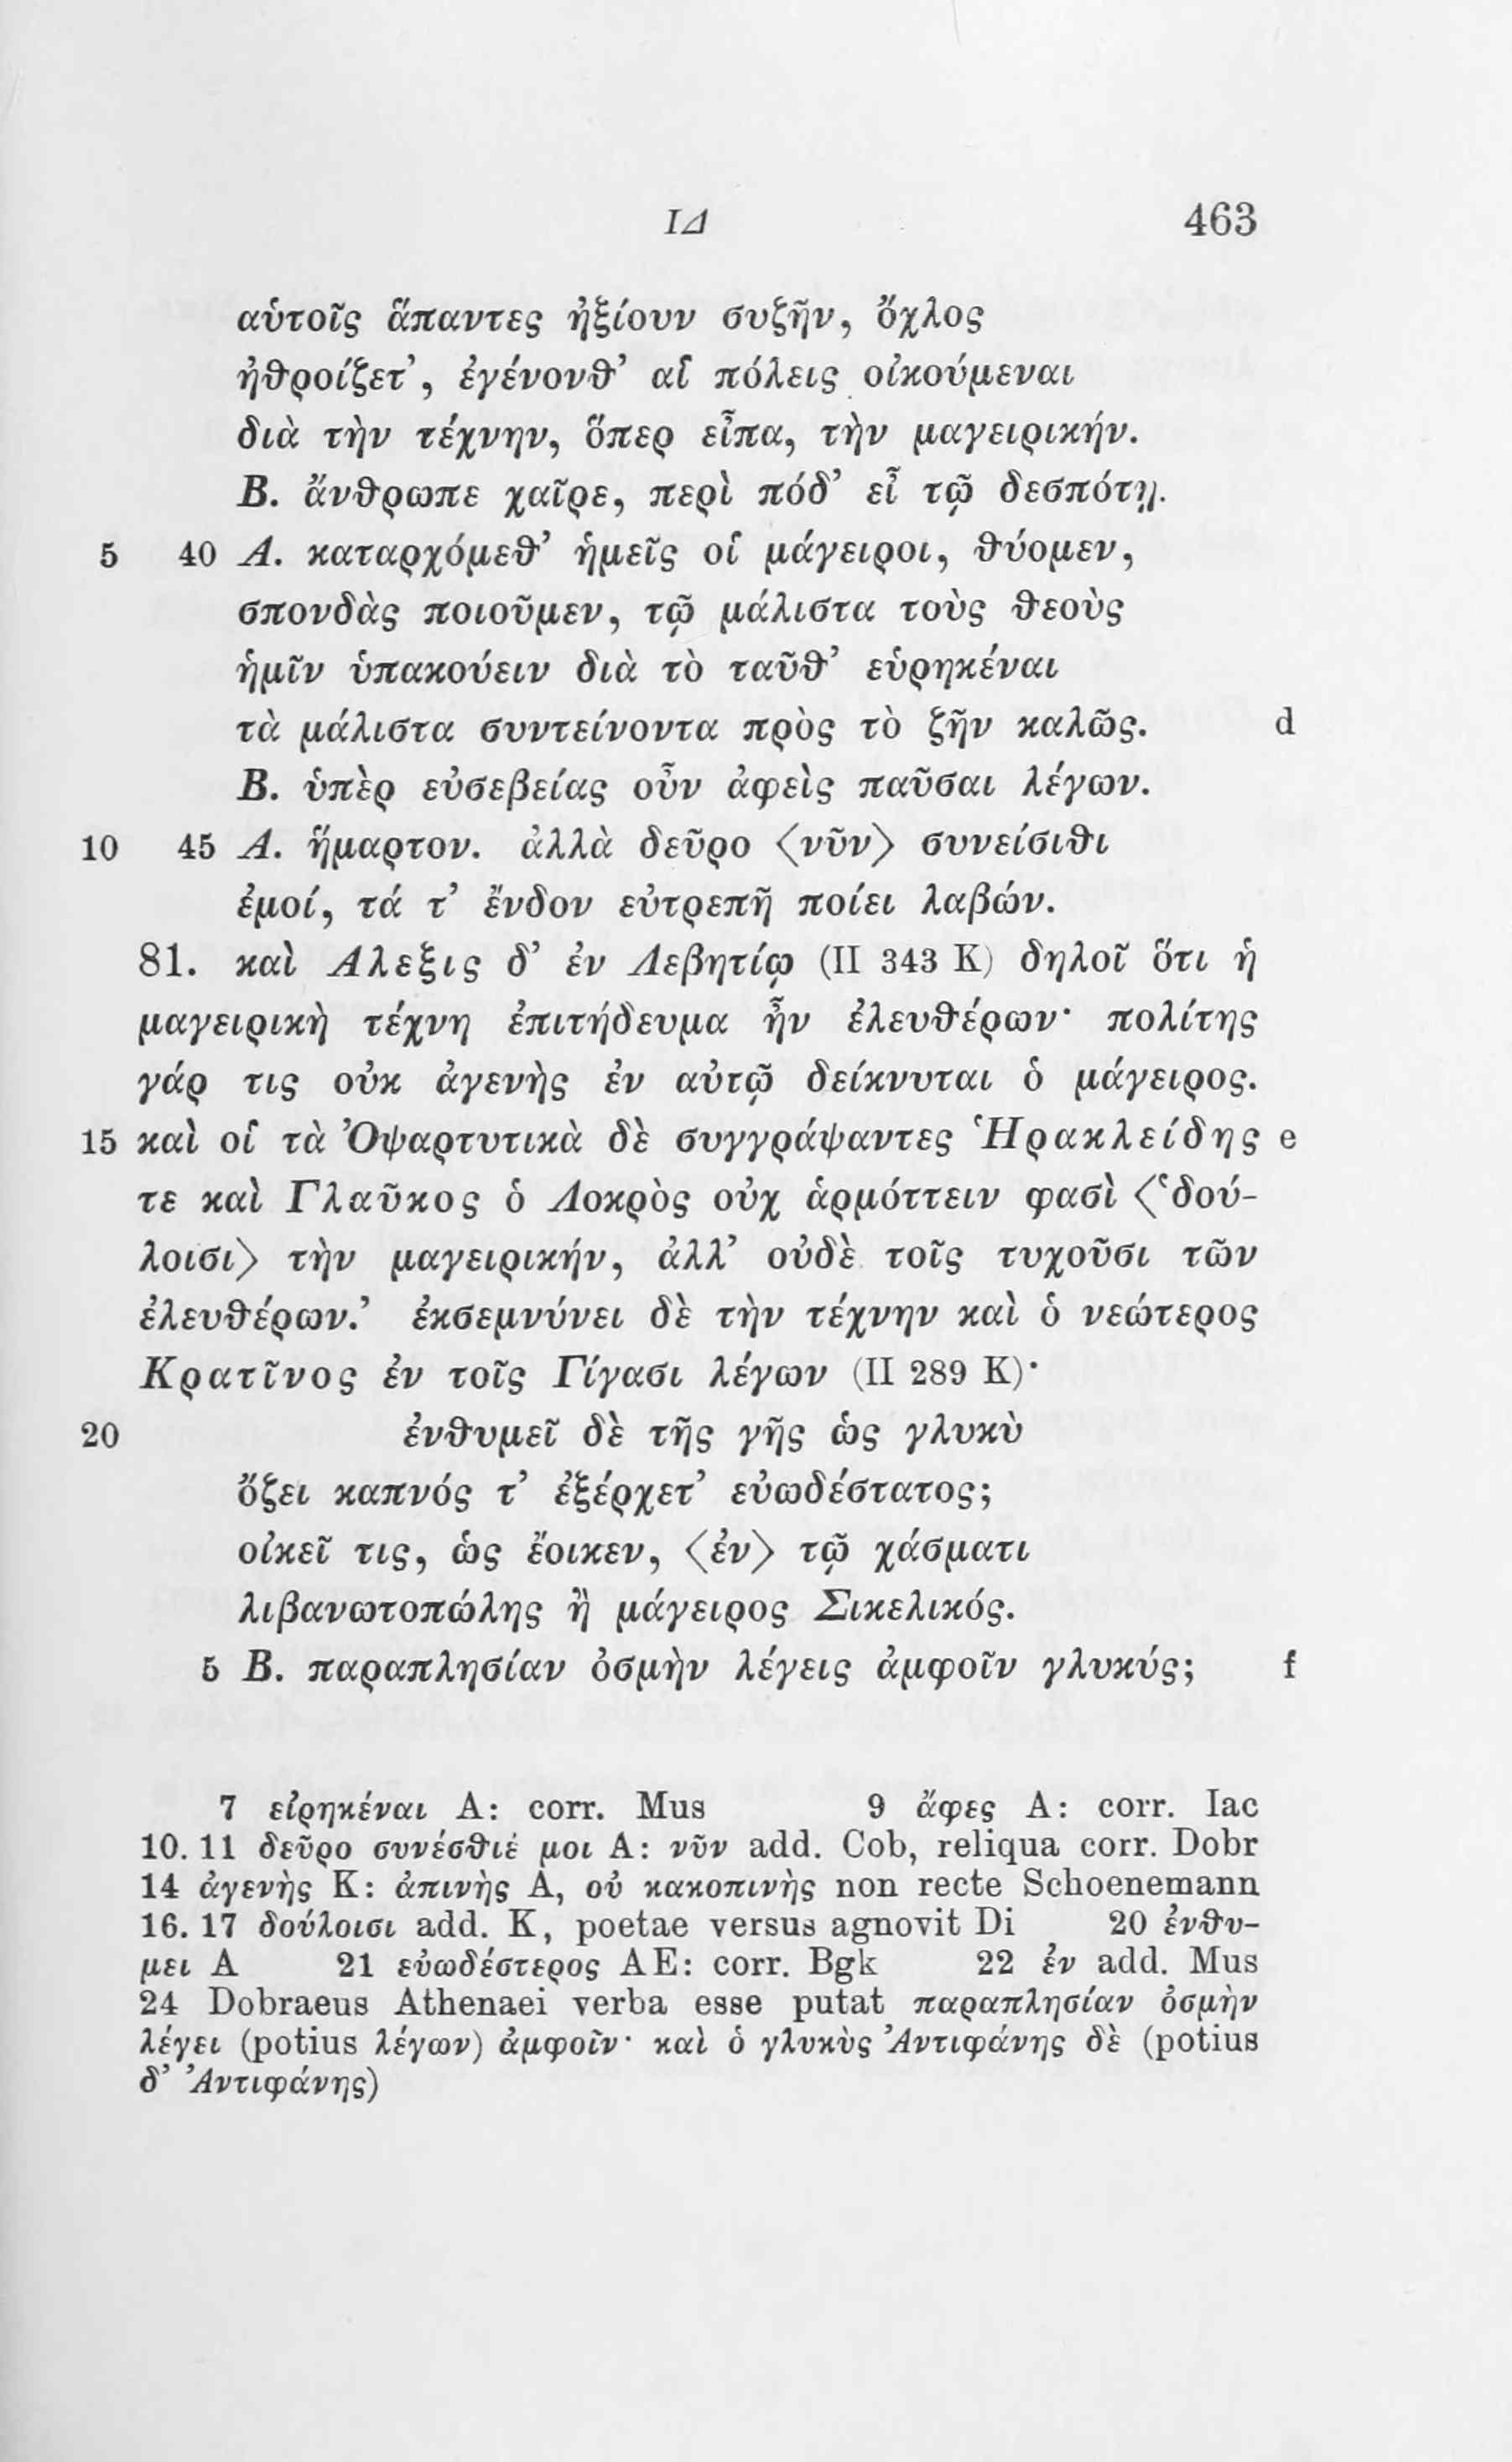 ΙΔ 463
αὑτοῖς ἅπαντες ἠξίουν συζῆν, ὄχλος
ἠθροίζετ’, ἐγένονθ’ αἱ πόλεις οἰκούμεναι
διὰ τὴν τέχνην, ὅπερ εἶπα, τὴν μαγειρικήν.
Β. ἄνθρωπε χαῖρε, περὶ πόδ’ εἶ τῷ δεσπότῃ.
5 40 Α. καταρχόμεθ’ ἡμεῖς οἱ μάγειροι, θύομεν,
σπονδὰς ποιοῦμεν, τῷ μάλιστα τοὺς θεοὺς
ἡμῖν ὑπακούειν διὰ τὸ ταῦθ’ εὑρηκέναι
τὰ μάλιστα συντείνοντα πρὸς τὸ ζῆν καλῶς. d
Β. ὑπὲρ εὐσεβείας οὖν ἀφεὶς παῦσαι λέγων.
10 45 Α. ἥμαρτον. ἀλλὰ δεῦρο ⟨νῦν⟩ συνείσιθι
ἐμοί, τά τ’ ἔνδον εὐτρεπῆ ποίει λαβών.
81. καὶ Αλεξις δ’ ἐν Λεβητίῳ (II 343 K) δηλοῖ ὅτι ἡ
μαγειρικὴ τέχνη ἐπιτήδευμα ἦν ἐλευθέρων· πολίτης
γάρ τις οὐκ ἀγενὴς ἐν αὐτῷ δείκνυται ὁ μάγειρος.
15 καὶ οἱ τὰ Ὀψαρτυτικὰ δὲ συγγράψαντες Ἡρακλείδης e
τε καὶ Γλαῦκος ὁ Λοκρὸς οὐχ ἁρμόττειν φασὶ ⟨‘δού-
λοισι⟩ τὴν μαγειρικήν, ἀλλ’ οὐδὲ τοῖς τυχοῦσι τῶν
ἐλευθέρων.’ ἐκσεμνύνει δὲ τὴν τέχνην καὶ ὁ νεώτερος
Κρατῖνος ἐν τοῖς Γίγασι λέγων (II 289 K)·
20 ἐνθυμεῖ δὲ τῆς γῆς ὡς γλυκὺ
ὄζει καπνός τ’ ἐξέρχετ’ εὐωδέστατος;
οἰκεῖ τις, ὡς ἔοικεν, ⟨ἐν⟩ τῷ χάσματι
λιβανωτοπώλης ἢ μάγειρος Σικελικός.
5 Β. παραπλησίαν ὀσμὴν λέγεις ἀμφοῖν γλυκύς; f
7 εἰρηκέναι A: corr. Mus 9 ἄφες A: corr. Iac
10. 11 δεῦρο συνέσθιέ μοι A: νῦν add. Cob, reliqua corr. Dobr
14 ἀγενὴς K: ἀπινὴς A, οὐ κακοπινὴς non recte Schoenemann
16. 17 δούλοισι add. K, poetae versus agnovit Di 20 ἐνθυ-
μει A 21 εὐωδέστερος AE: corr. Bgk 22 ἐν add. Mus
24 Dobraeus Athenaei verba esse putat παραπλησίαν ὀσμὴν
λέγει (potius λέγων) ἀμφοῖν· καὶ ὁ γλυκὺς Ἀντιφάνης δὲ (potius
δ’ Ἀντιφάνης)